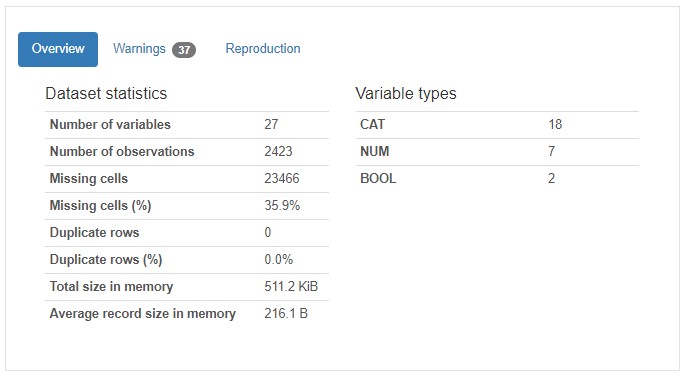 Overview Warnings 37 Reproduction
Dataset statistics
Number of variables 27
Number of observations 2423
Missing cells 23466
Missing cells (%) 35.9%
Duplicate rows 0
Duplicate rows (%) 0.0%
Total size in memory 511.2 KiB
Average record size in memory 216.1 B
Variable types
CAT 18
NUM 7
BOOL 2